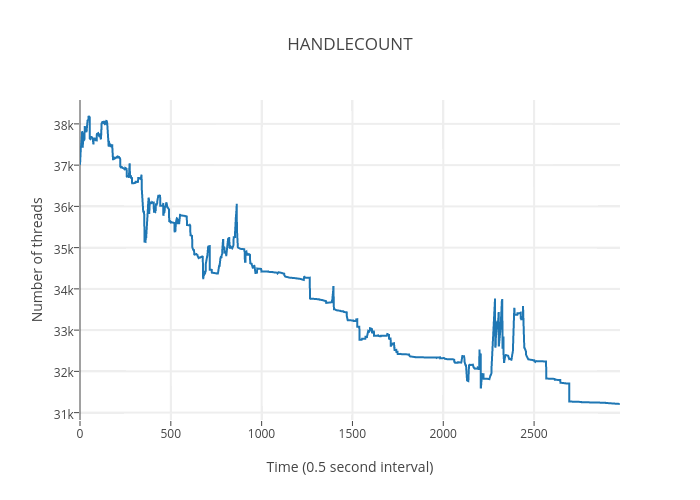 HANDLECOUNT
38k
37k
36k
35k
34k
33k
32k
31k
Number of threads
0 500 1000 1500 2000 2500
Time (0.5 second interval)